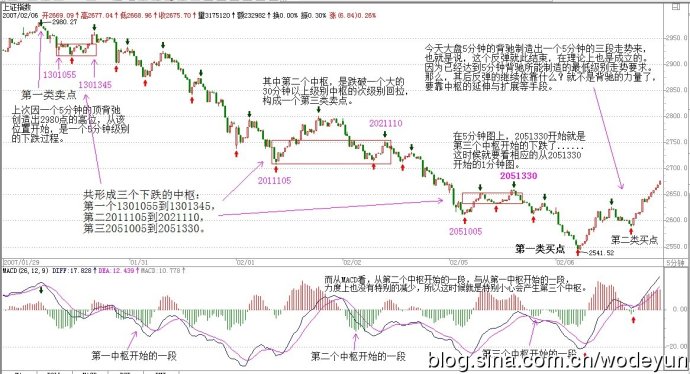 上证指数
2007/02/06 开2669.09↑高2677.04↑低2668.96↑收2675.70↑量3175120↑额232982↑换0.00% 振0.30% 涨(6.84)0.26%
2980.27
1301055
1301345
第一类卖点
上次因一个5分钟的顶背驰
创造出2980点的高位，从该
位置开始，是一个5分钟级别
的下跌过程。
其中第二个中枢，是跌破一个大的
30分钟以上级别中枢的次级别回拉，
构成一个第三类卖点。
今天大盘5分钟的背驰制造出一个5分钟的三段走势来，
也就是说，这个反弹就此结束，在理论上也是成立的。
因为已经达到5分钟背驰所能制造的最低级别走势要求。
那么，其后反弹的继续依靠什么？就不是背驰的力量了，
要靠中枢的延伸与扩展等手段。
2021110
2011105
在5分钟图上，2051330开始就是
第三个中枢开始的下跌了……
这时候就要看相应的从2051330
开始的1分钟图。
2051330
2051005
共形成三个下跌的中枢：
第一个1301055到1301345，
第二2011105到2021110，
第三2051005到2051330。
第一类买点
第二类买点
2541.52
2950
2900
2850
2800
2750
2700
2650
2600
2550
2007/01/29
01/31
02/01
02/02
02/05
02/06
5分钟
MACD(26,12,9) DIFF:17.828↑ DEA:12.439↑MACD:10.778↑
而从MACD看，从第二个中枢开始的一段，与从第一中枢开始的一段，
力度上也没有特别的减少，所以这时候就是特别小心会产生第三个中枢。
第一中枢开始的一段
第二个中枢开始的一段
第三个中枢开始的一段
20.00
10.00
0.00
-10.00
-20.00
blog.sina.com.cn/wodeyun